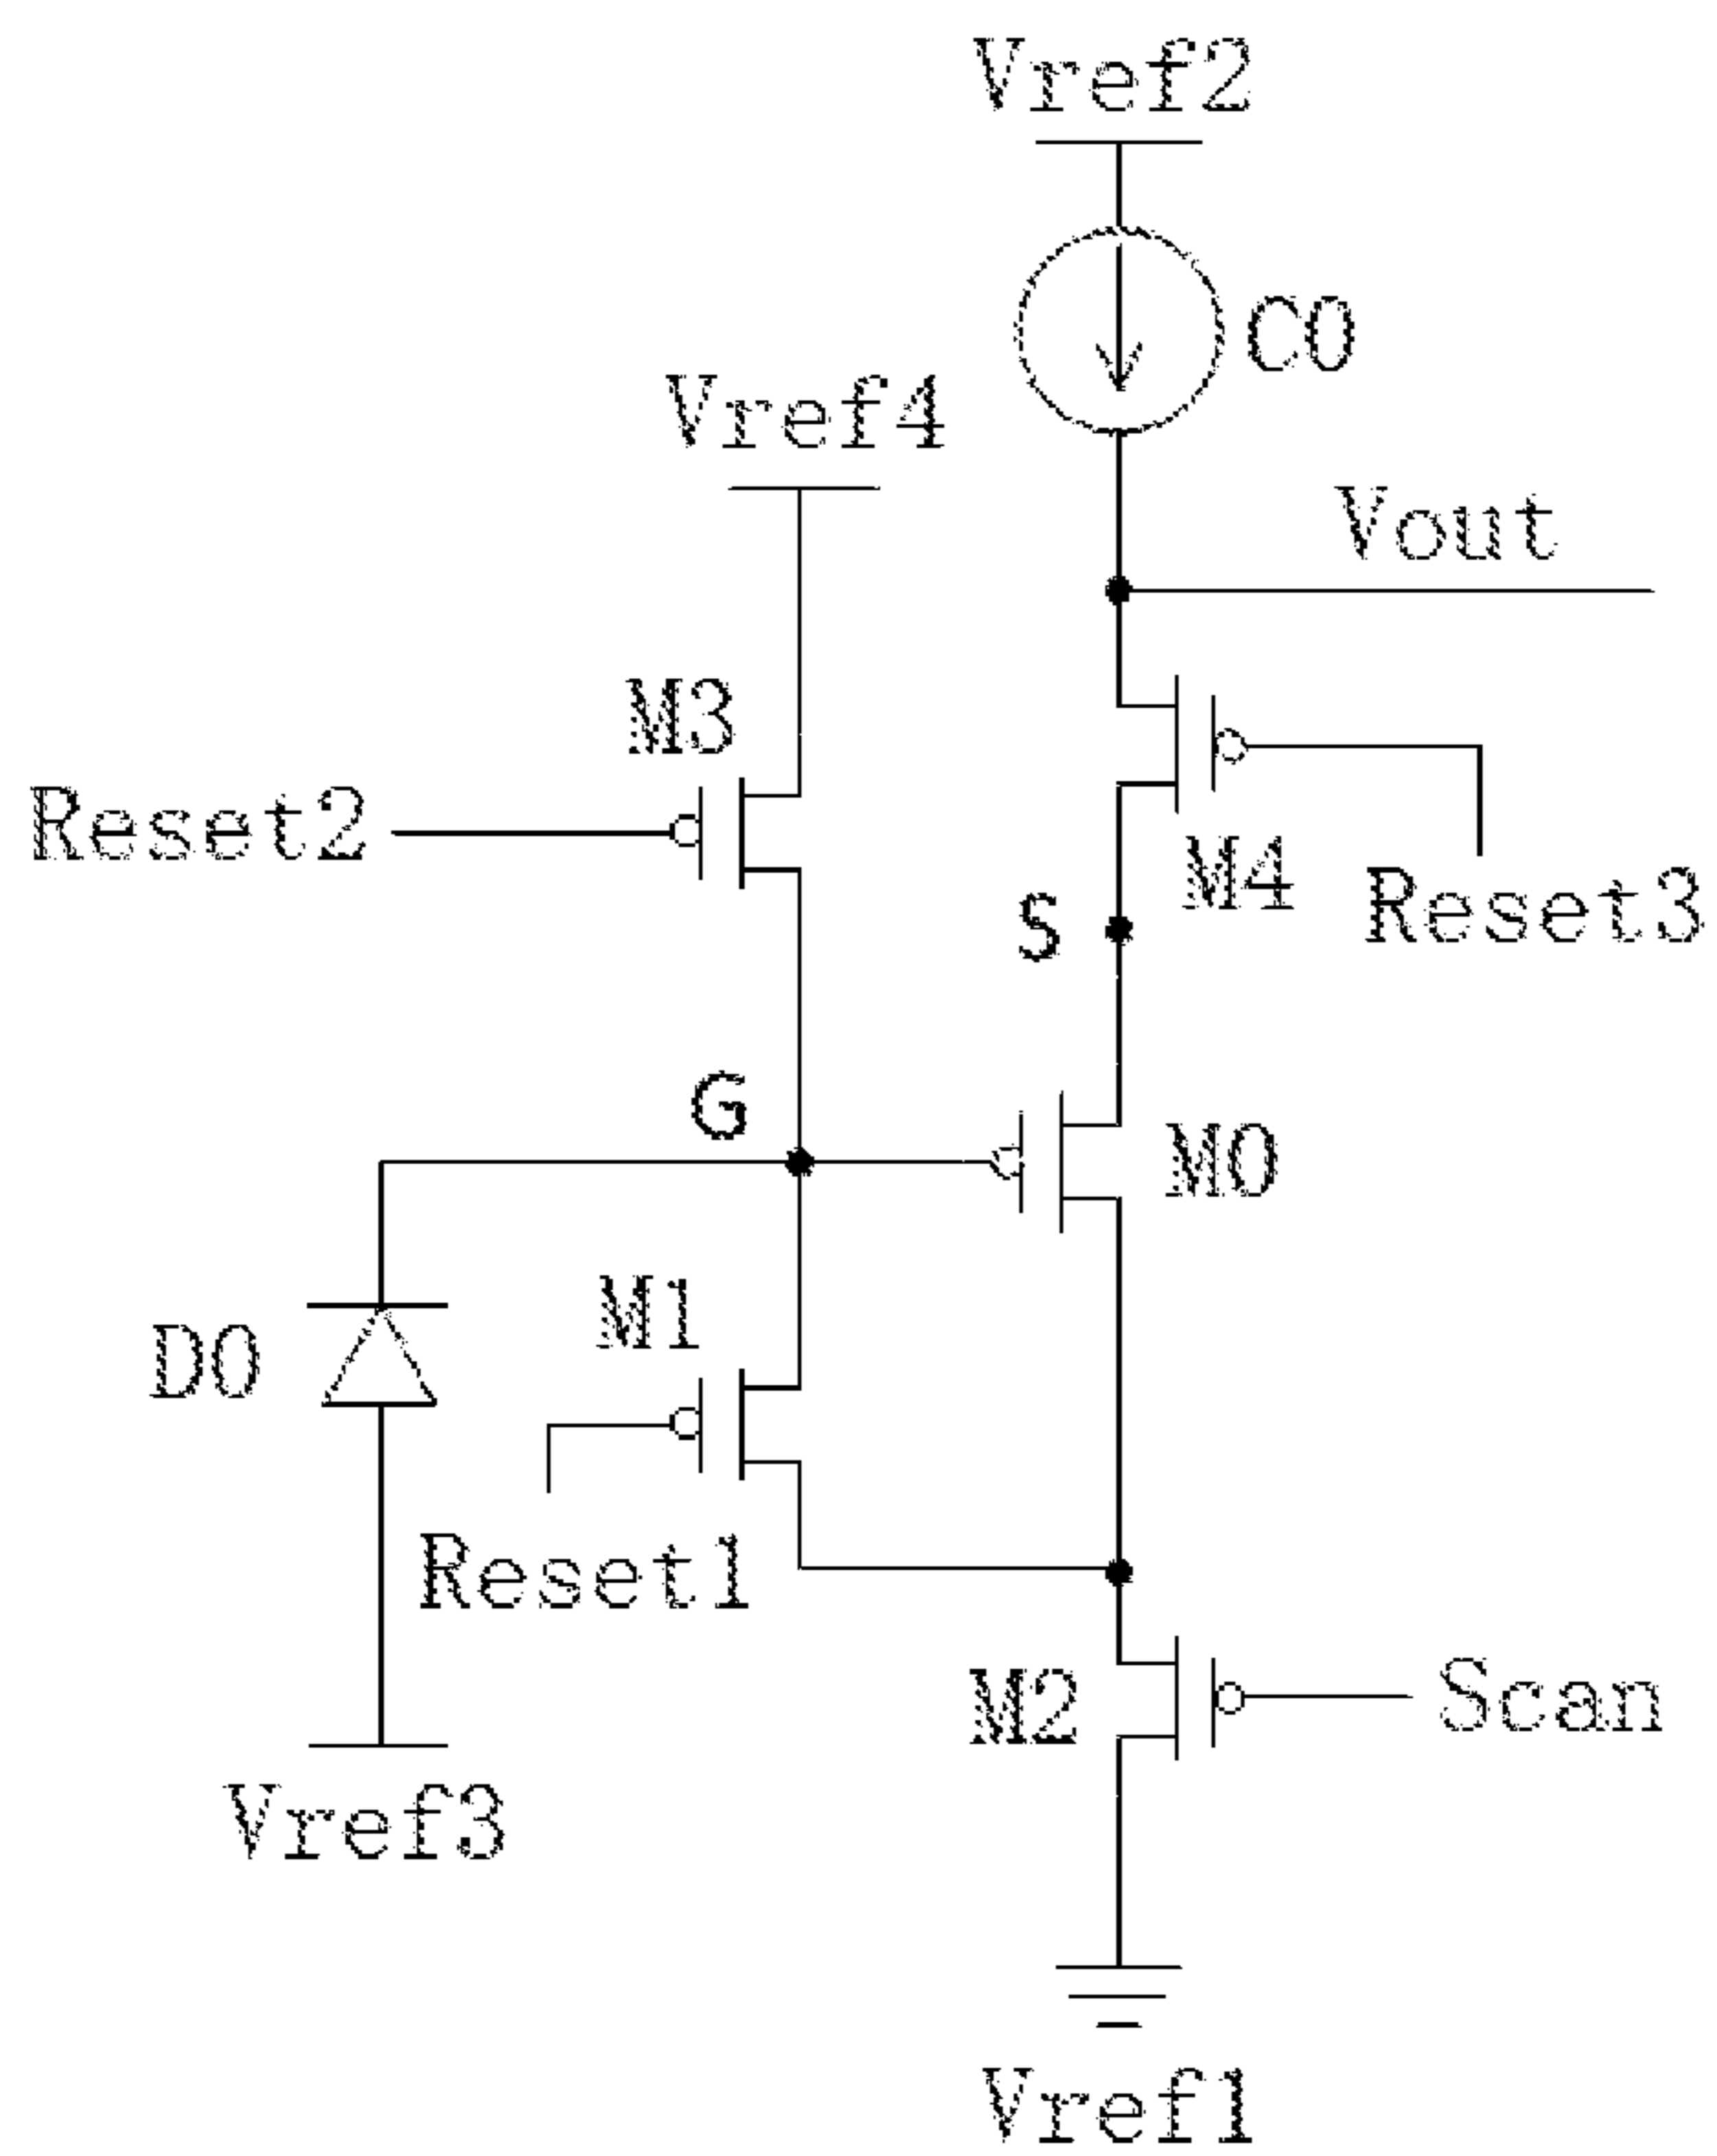 Vref2
C0
Vref4
Vout
M3
Reset2
M4
Reset3
S
G
M0
M1
D0
Reset1
M2
Scan
Vref3
Vref1